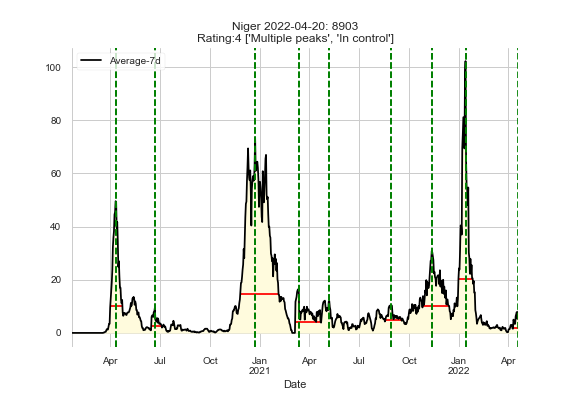 Niger 2022-04-20: 8903
Rating:4 ['Multiple peaks', 'In control']
Average-7d
100
80
60
40
20
0
Apr Jul Oct Jan Apr Jul Oct Jan Apr
2021 2022
Date